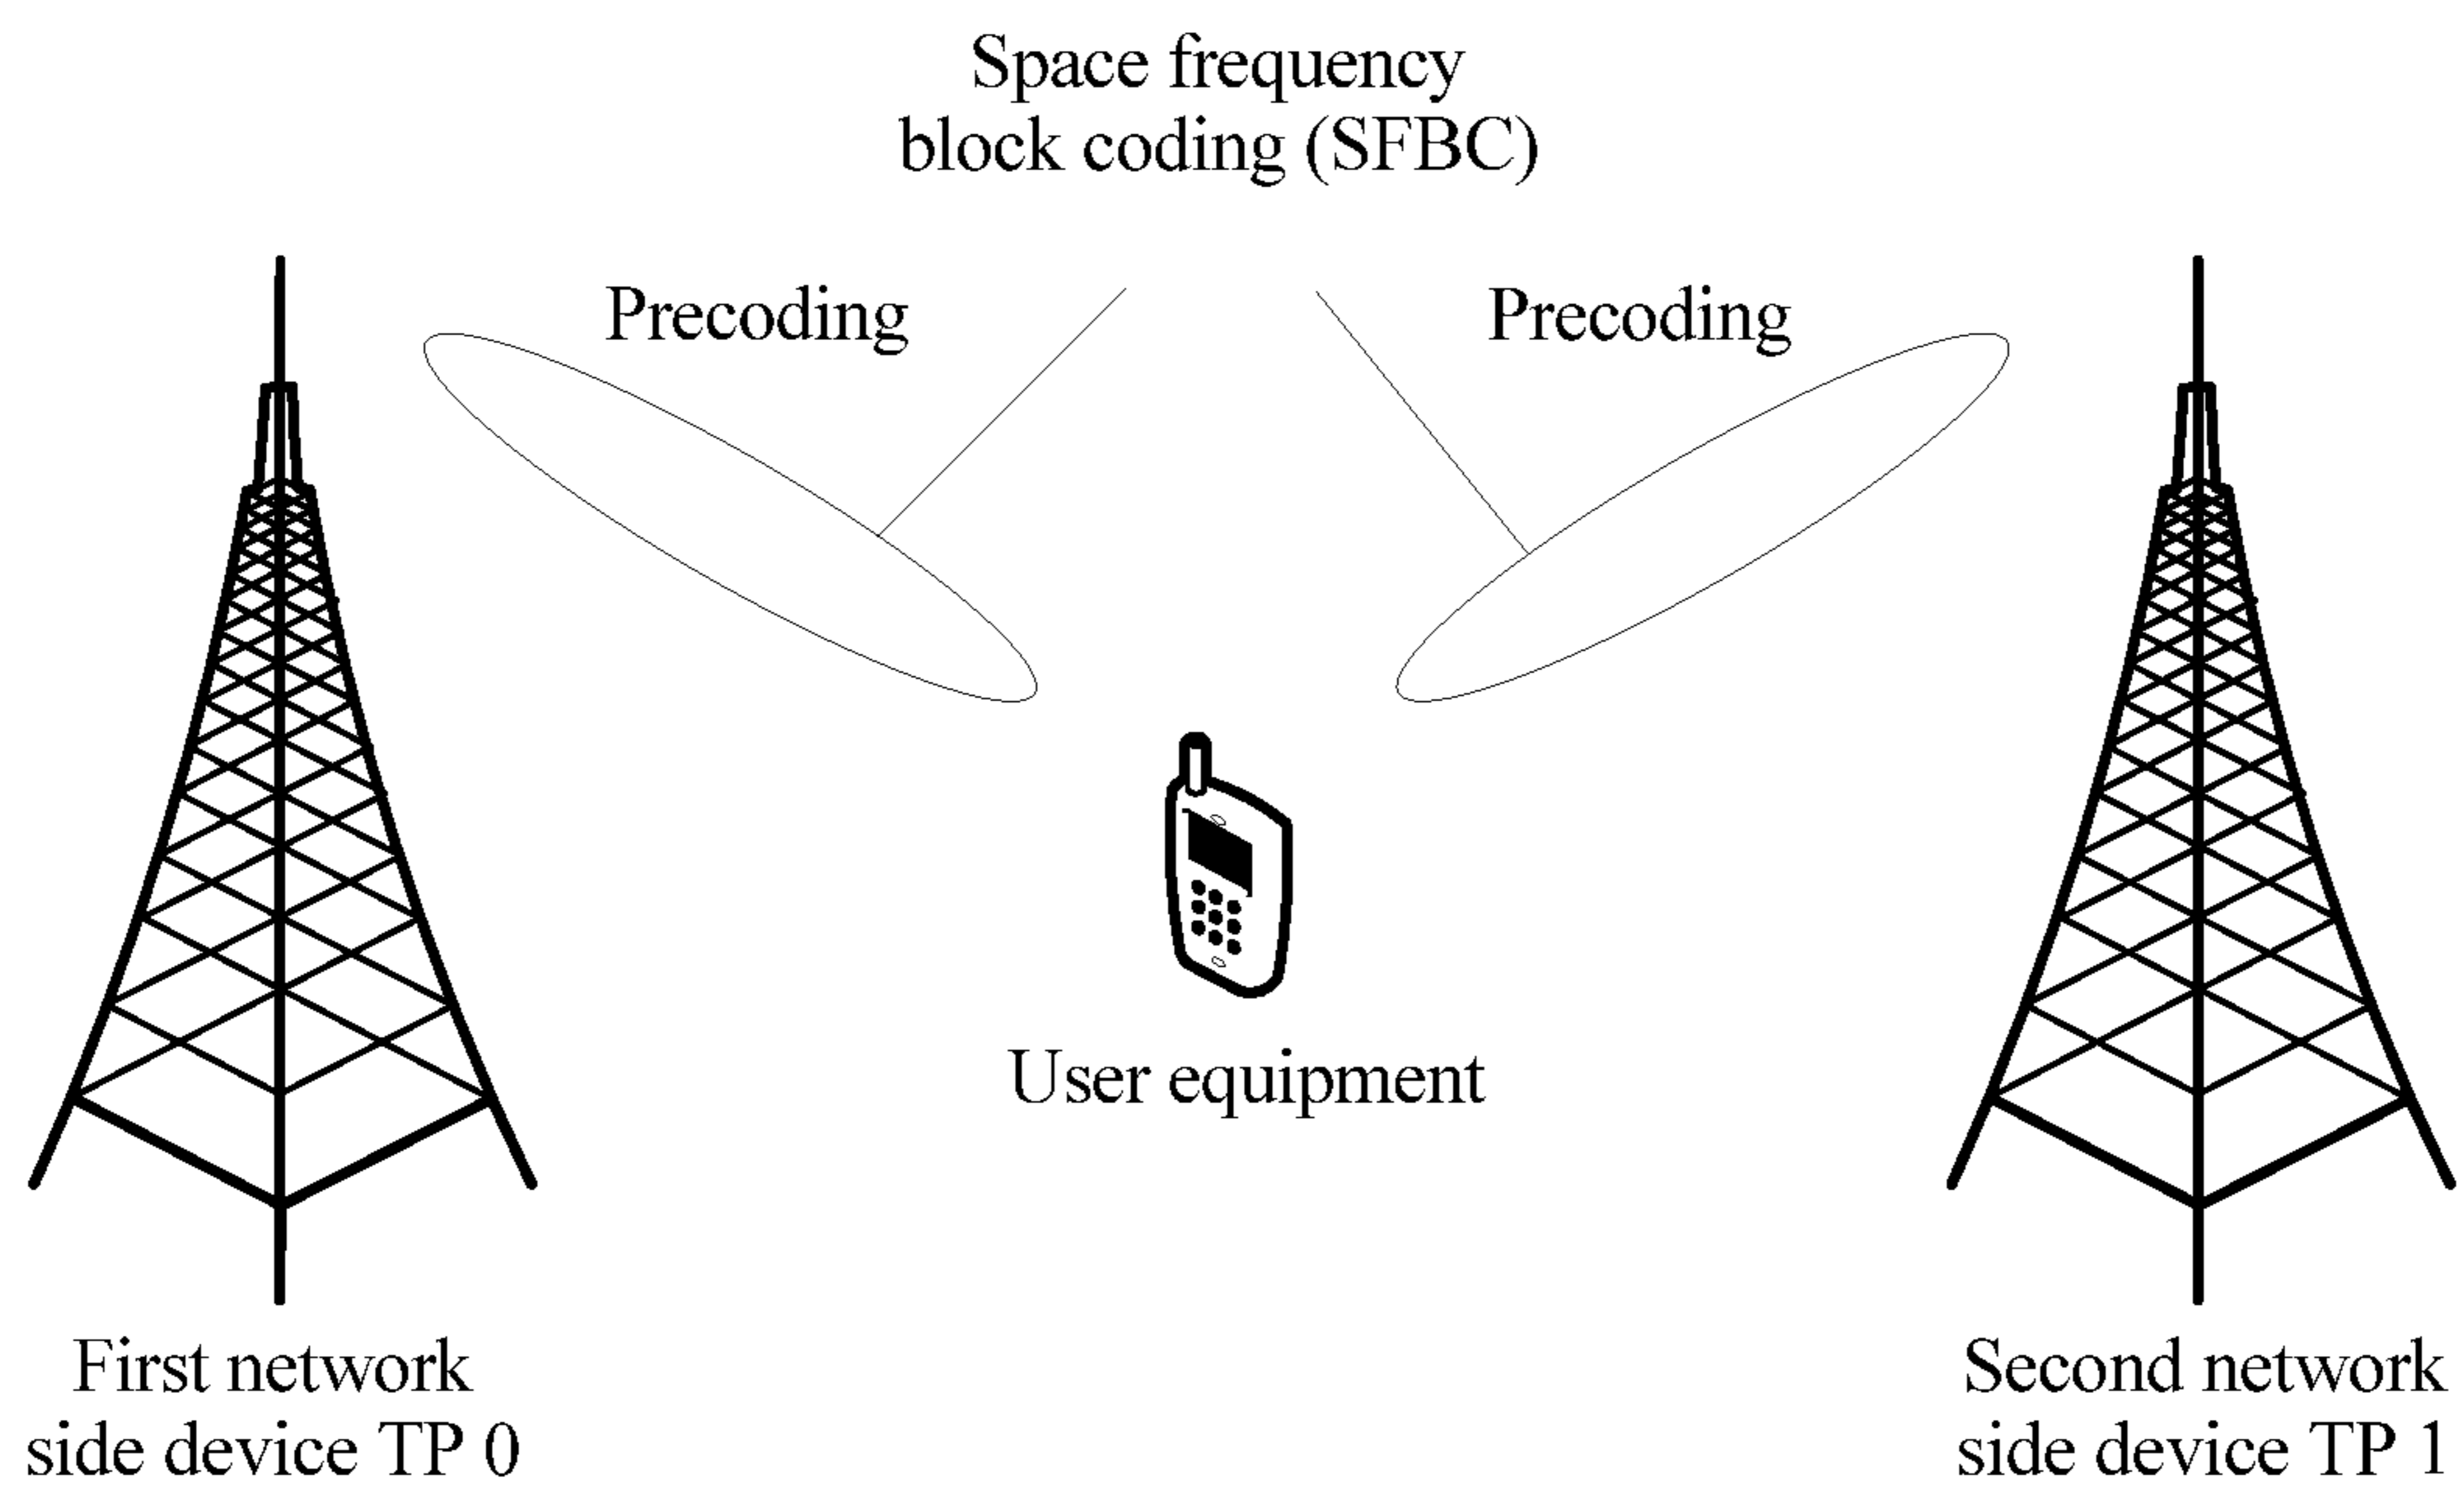 Space frequency
block coding (SFBC)
Precoding
Precoding
User equipment
First network
side device TP 0
Second network
side device TP 1